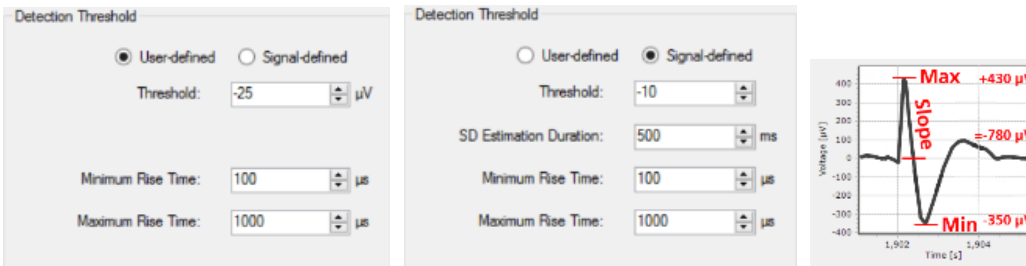 Detection Threshold
User-defined Signal-defined
Threshold: -25 µV
Minimum Rise Time: 100 µs
Maximum Rise Time: 1000 µs
Detection Threshold
User-defined Signal-defined
Threshold: -10
SD Estimation Duration: 500 ms
Minimum Rise Time: 100 µs
Maximum Rise Time: 1000 µs
Max +430 µV
Slope
=-780 µV
Min -350 µV
Voltage [µV]
400
300
200
100
0
-100
-200
-300
-400
1,902 1,904
Time [s]